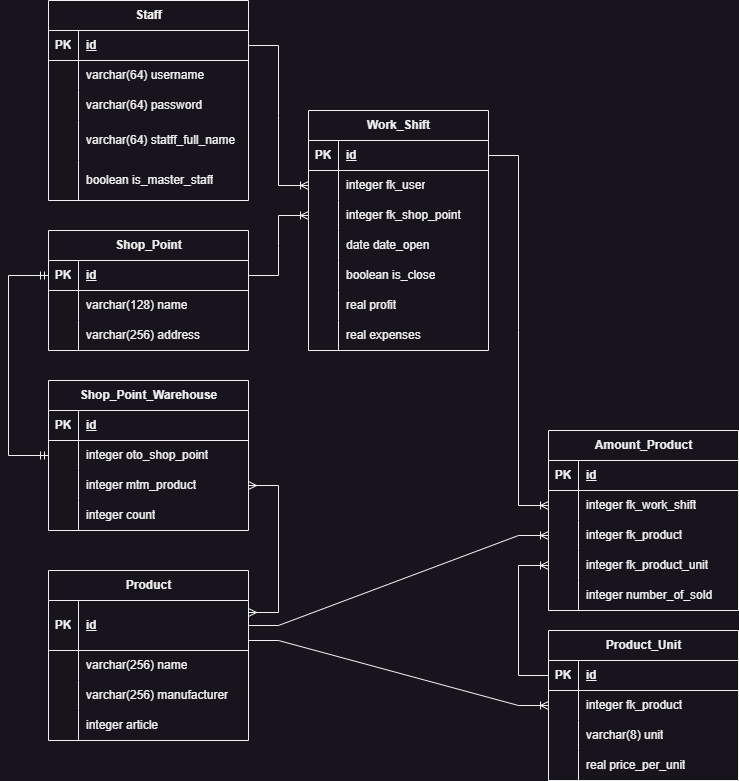 Staff
PK id
varchar(64) username
varchar(64) password
varchar(64) statff_full_name
boolean is_master_staff
Work_Shift
PK id
integer fk_user
integer fk_shop_point
date date_open
boolean is_close
real profit
real expenses
Shop_Point
PK id
varchar(128) name
varchar(256) address
Shop_Point_Warehouse
PK id
integer oto_shop_point
integer mtm_product
integer count
Amount_Product
PK id
integer fk_work_shift
integer fk_product
integer fk_product_unit
integer number_of_sold
Product
PK id
varchar(256) name
varchar(256) manufacturer
integer article
Product_Unit
PK id
integer fk_product
varchar(8) unit
real price_per_unit